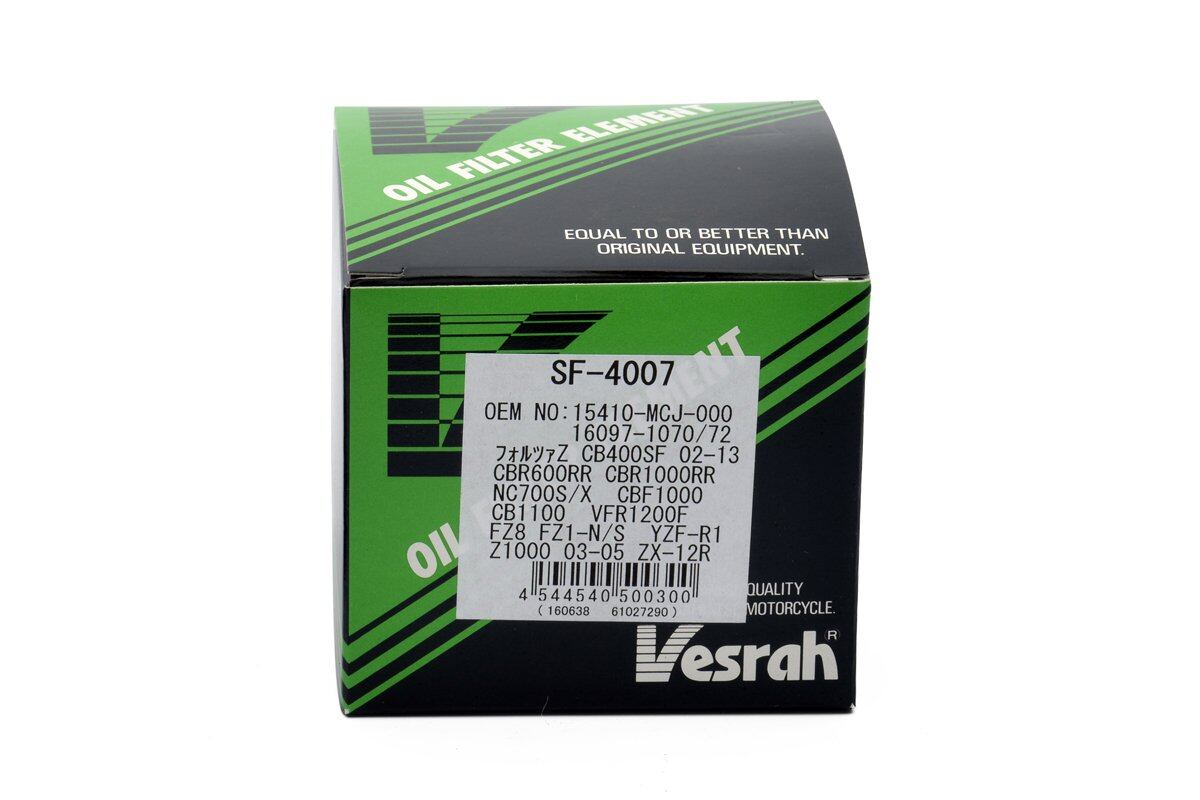 OIL FILTER ELEMENT
EQUAL TO OR BETTER THAN
ORIGINAL EQUIPMENT.
SF-4007
OEM NO:15410-MCJ-000
16097-1070/72
フォルツァZ CB400SF 02-13
CBR600RR CBR1000RR
NC700S/X CBF1000
CB1100 VFR1200F
FZ8 FZ1-N/S YZF-R1
Z1000 03-05 ZX-12R
4 544540 500300
(160638 61027290)
OIL
QUALITY
MOTORCYCLE.
Vesrah®